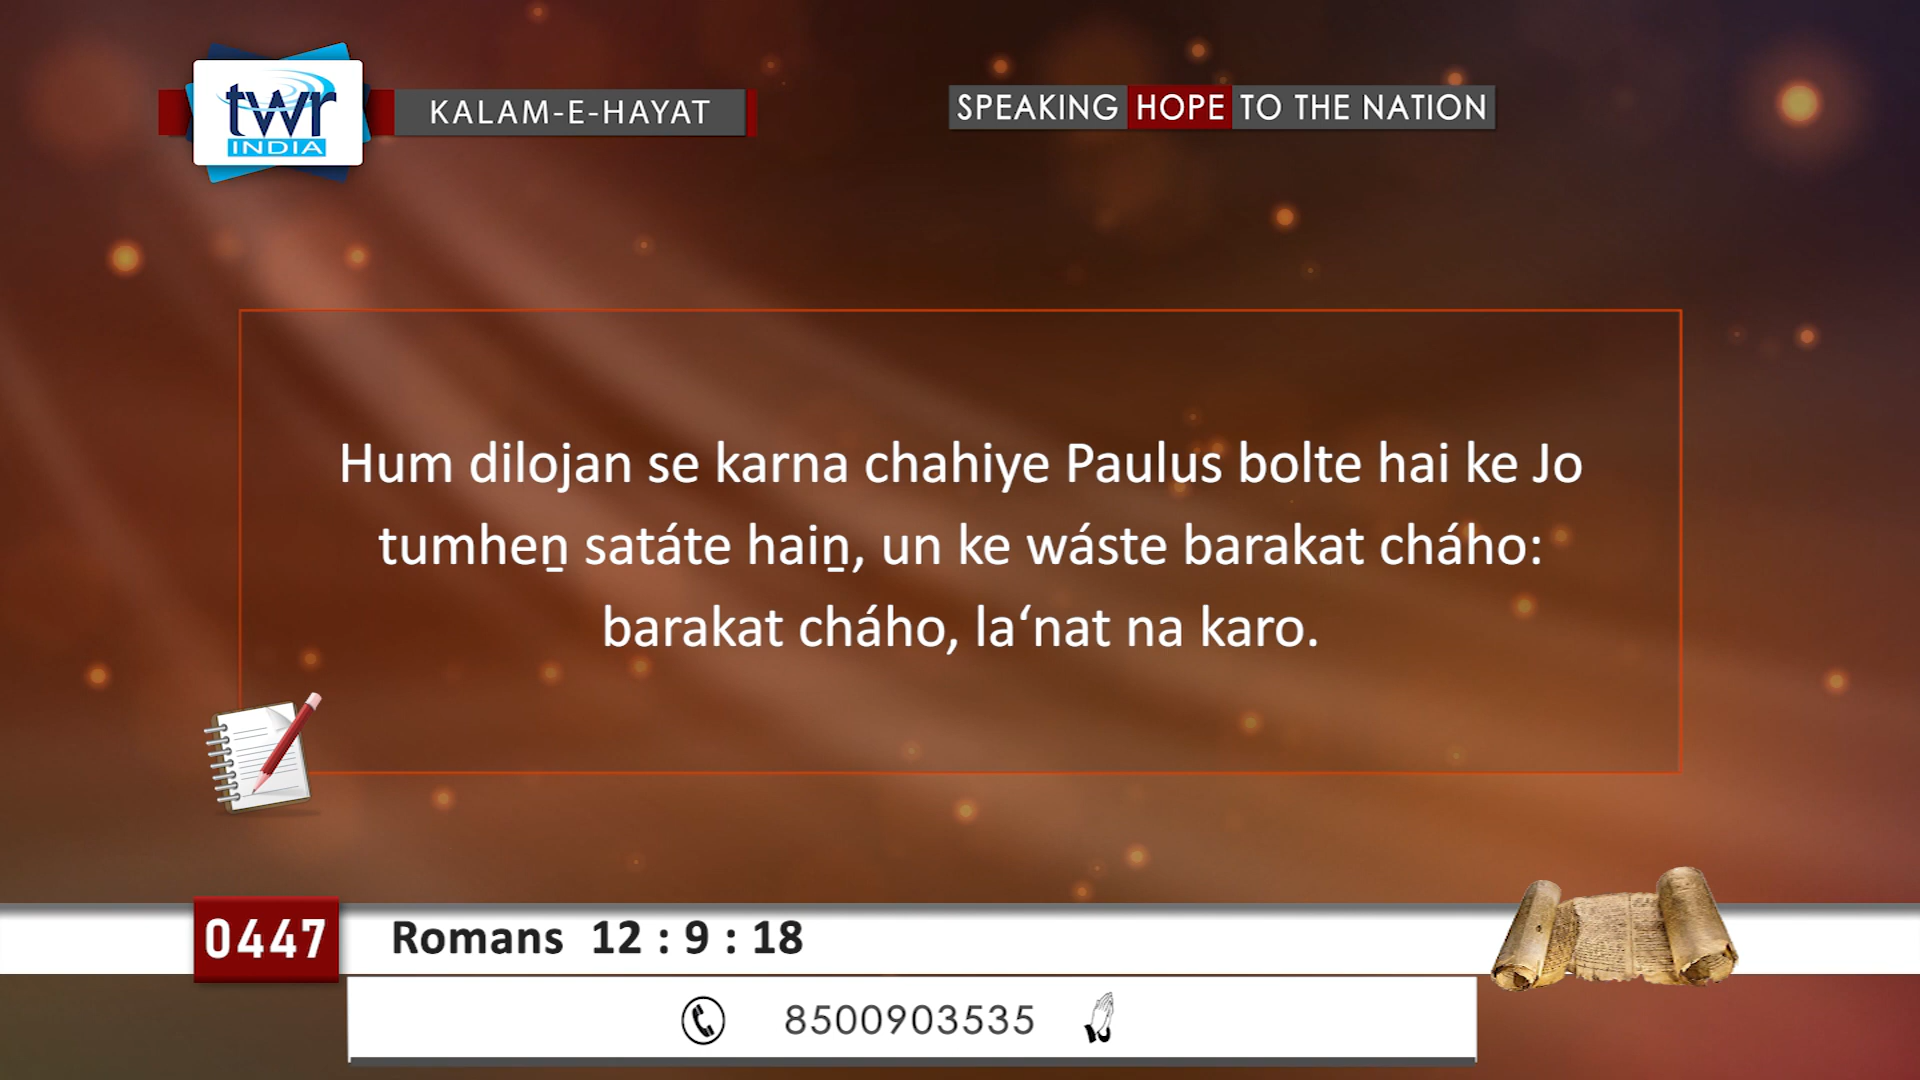 twr
INDIA
KALAM-E-HAYAT
SPEAKING HOPE TO THE NATION
Hum dilojan se karna chahiye Paulus bolte hai ke Jo
tumheṉ satáte haiṉ, un ke wáste barakat cháho:
barakat cháho, la‘nat na karo.
0447
Romans 12 : 9 : 18
8500903535